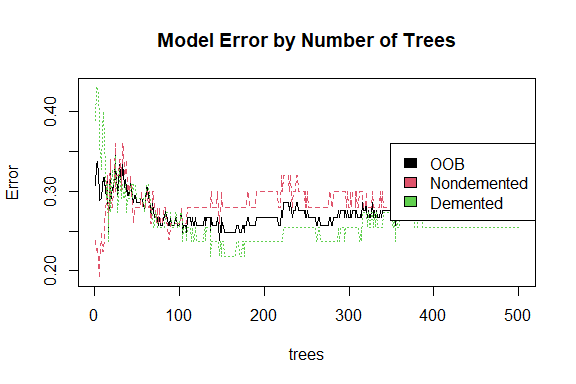 Model Error by Number of Trees
Error
0.40
0.30
0.20
OOB
Nondemented
Demented
0
100
200
300
400
500
trees